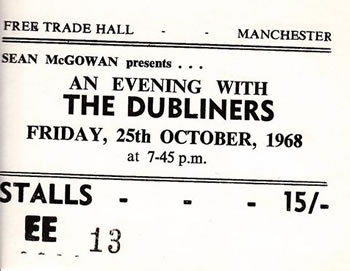 FREE TRADE HALL - - MANCHESTER
SEAN McGOWAN presents . . .
AN EVENING WITH
THE DUBLINERS
FRIDAY, 25th OCTOBER, 1968
at 7-45 p.m.
STALLS - - - 15/-
EE 13